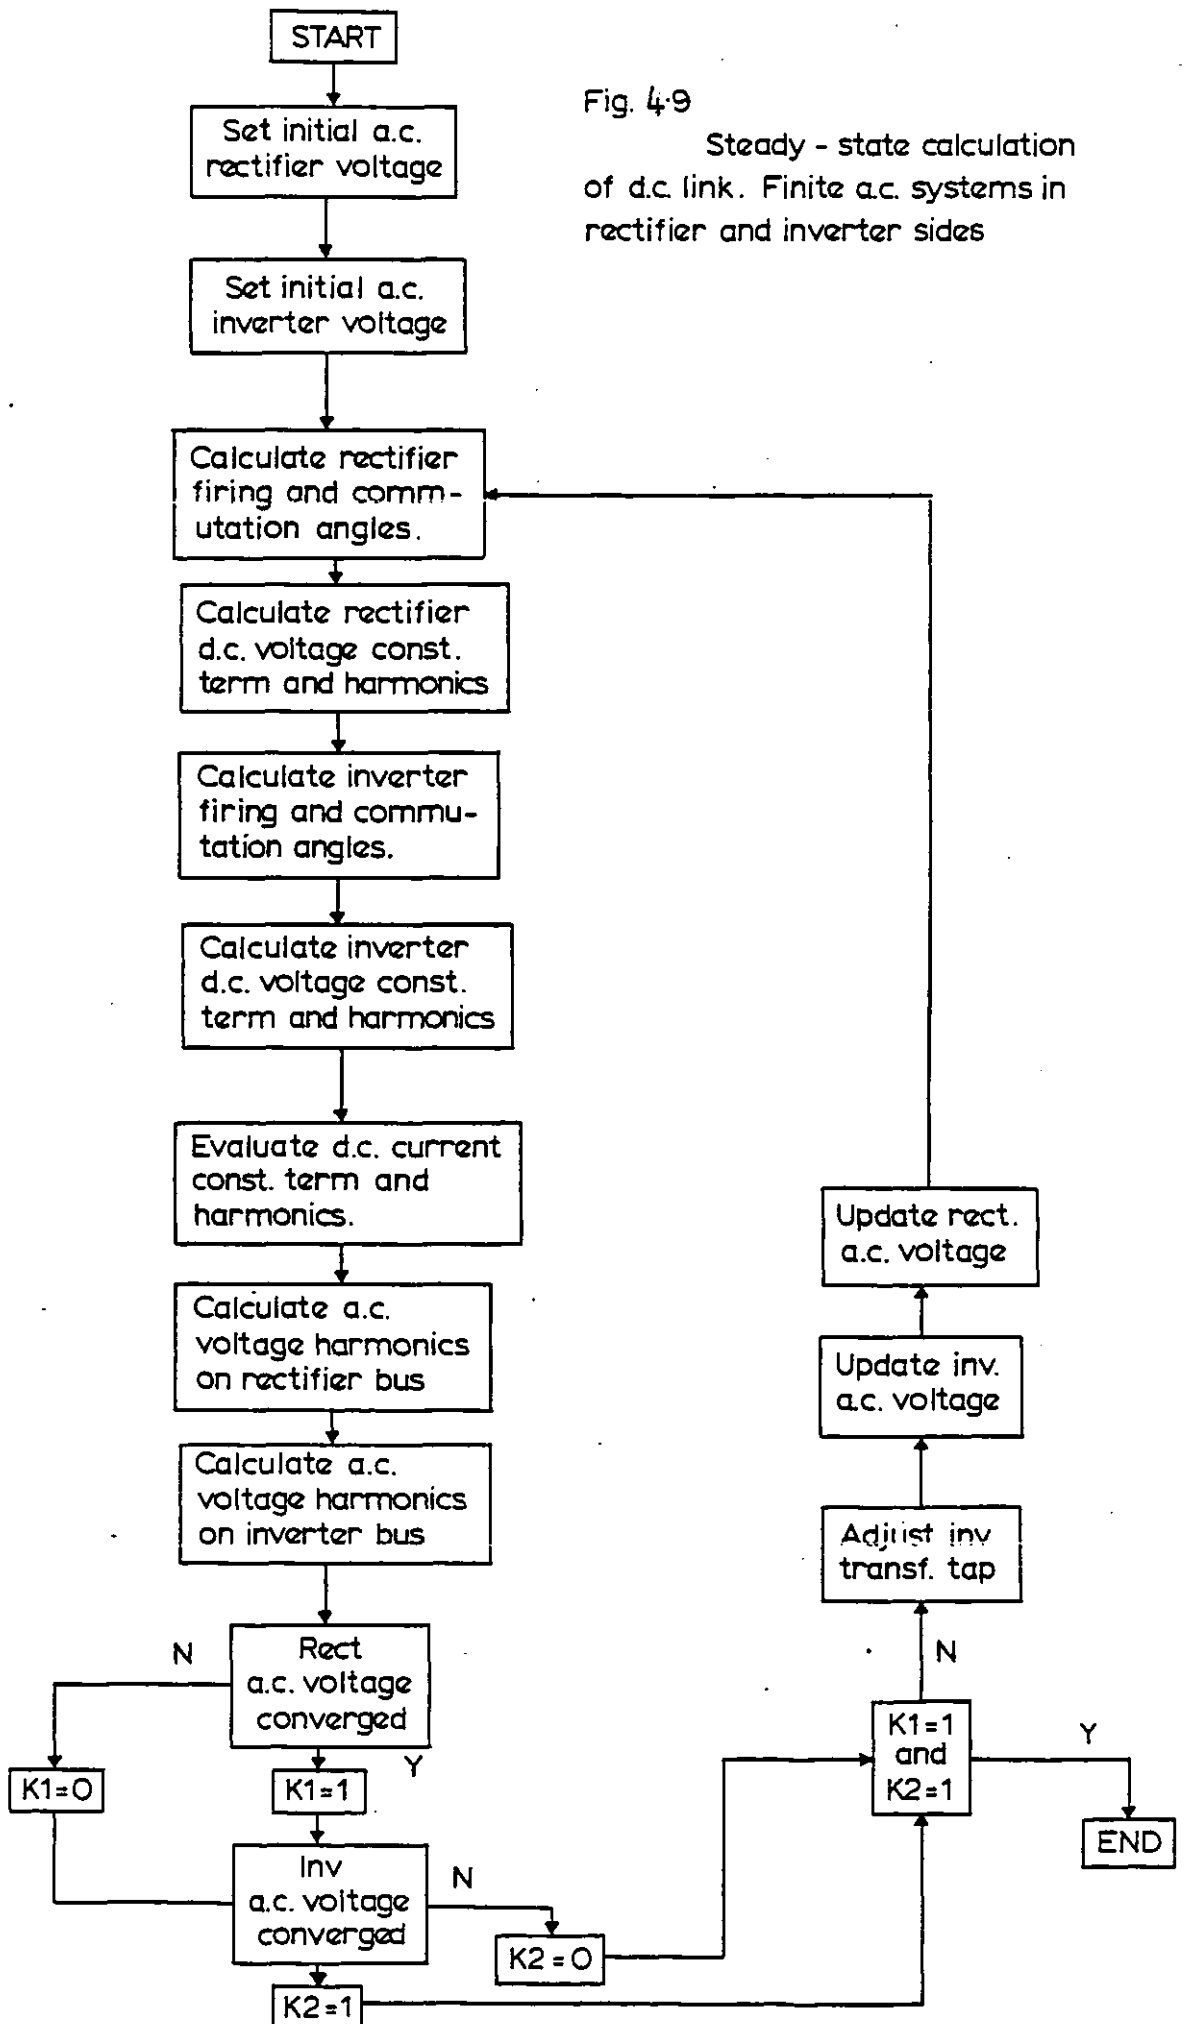 START
Fig. 4.9
Steady - state calculation
of d.c. link. Finite a.c. systems in
rectifier and inverter sides
Set initial a.c.
rectifier voltage
Set initial a.c.
inverter voltage
Calculate rectifier
firing and comm-
utation angles.
Calculate rectifier
d.c. voltage const.
term and harmonics
Calculate inverter
firing and commu-
tation angles.
Calculate inverter
d.c. voltage const.
term and harmonics
Evaluate d.c. current
const. term and
harmonics.
Calculate a.c.
voltage harmonics
on rectifier bus
Calculate a.c.
voltage harmonics
on inverter bus
Rect
a.c. voltage
converged
N
Y
K1=0
K1=1
Inv
a.c. voltage
converged
N
K2=0
K2=1
K1=1
and
K2=1
Y
END
N
Adjust inv
transf. tap
Update inv.
a.c. voltage
Update rect.
a.c. voltage